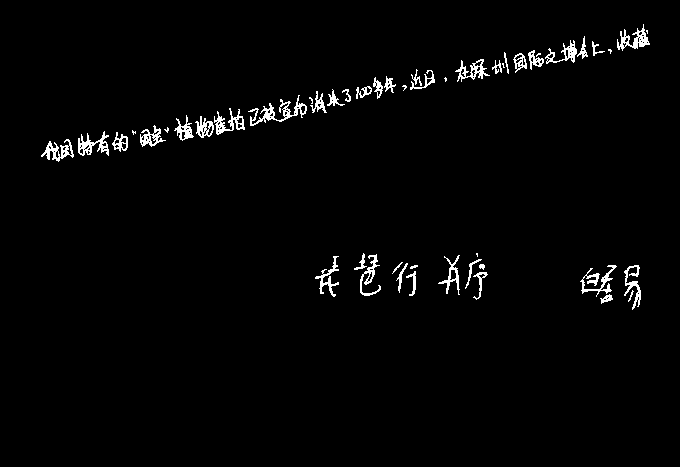 我国特有的"国宝"植物崖柏已被宣布消失了100多年,近日,在深圳国际文博会上,收藏
琵琶行 并序 白居易